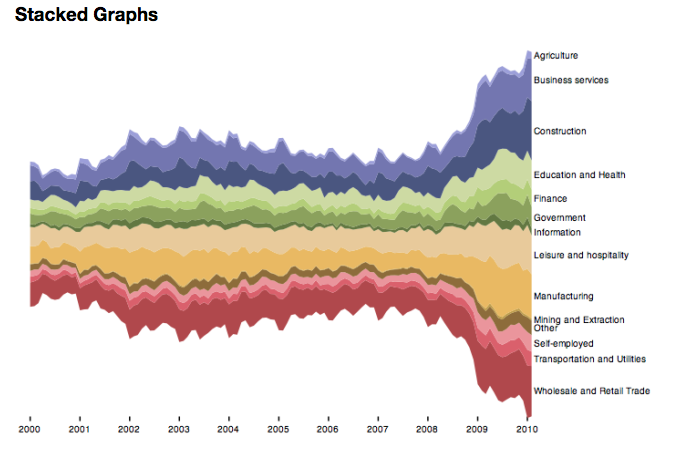 Stacked Graphs
Agriculture
Business services
Construction
Education and Health
Finance
Government
Information
Leisure and hospitality
Manufacturing
Mining and Extraction
Other
Self-employed
Transportation and Utilities
Wholesale and Retail Trade
2000 2001 2002 2003 2004 2005 2006 2007 2008 2009 2010